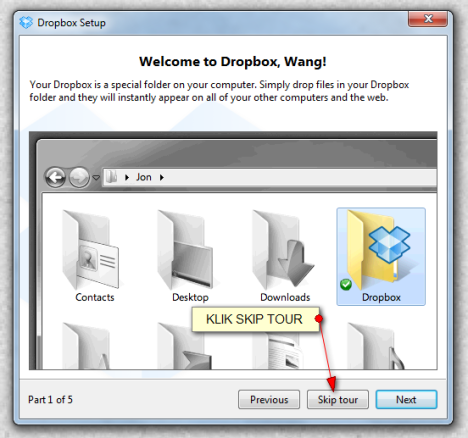 Dropbox Setup
Welcome to Dropbox, Wang!
Your Dropbox is a special folder on your computer. Simply drop files in your Dropbox
folder and they will instantly appear on all of your other computers and the web.
Jon
Contacts
Desktop
Downloads
Dropbox
KLIK SKIP TOUR
Part 1 of 5
Previous
Skip tour
Next